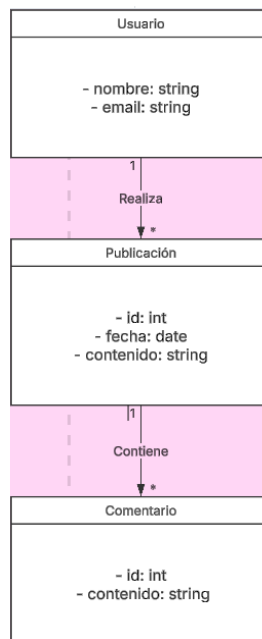 Usuario
- nombre: string
- email: string
1
Realiza
*
Publicación
- id: int
- fecha: date
- contenido: string
1
Contiene
*
Comentario
- id: int
- contenido: string